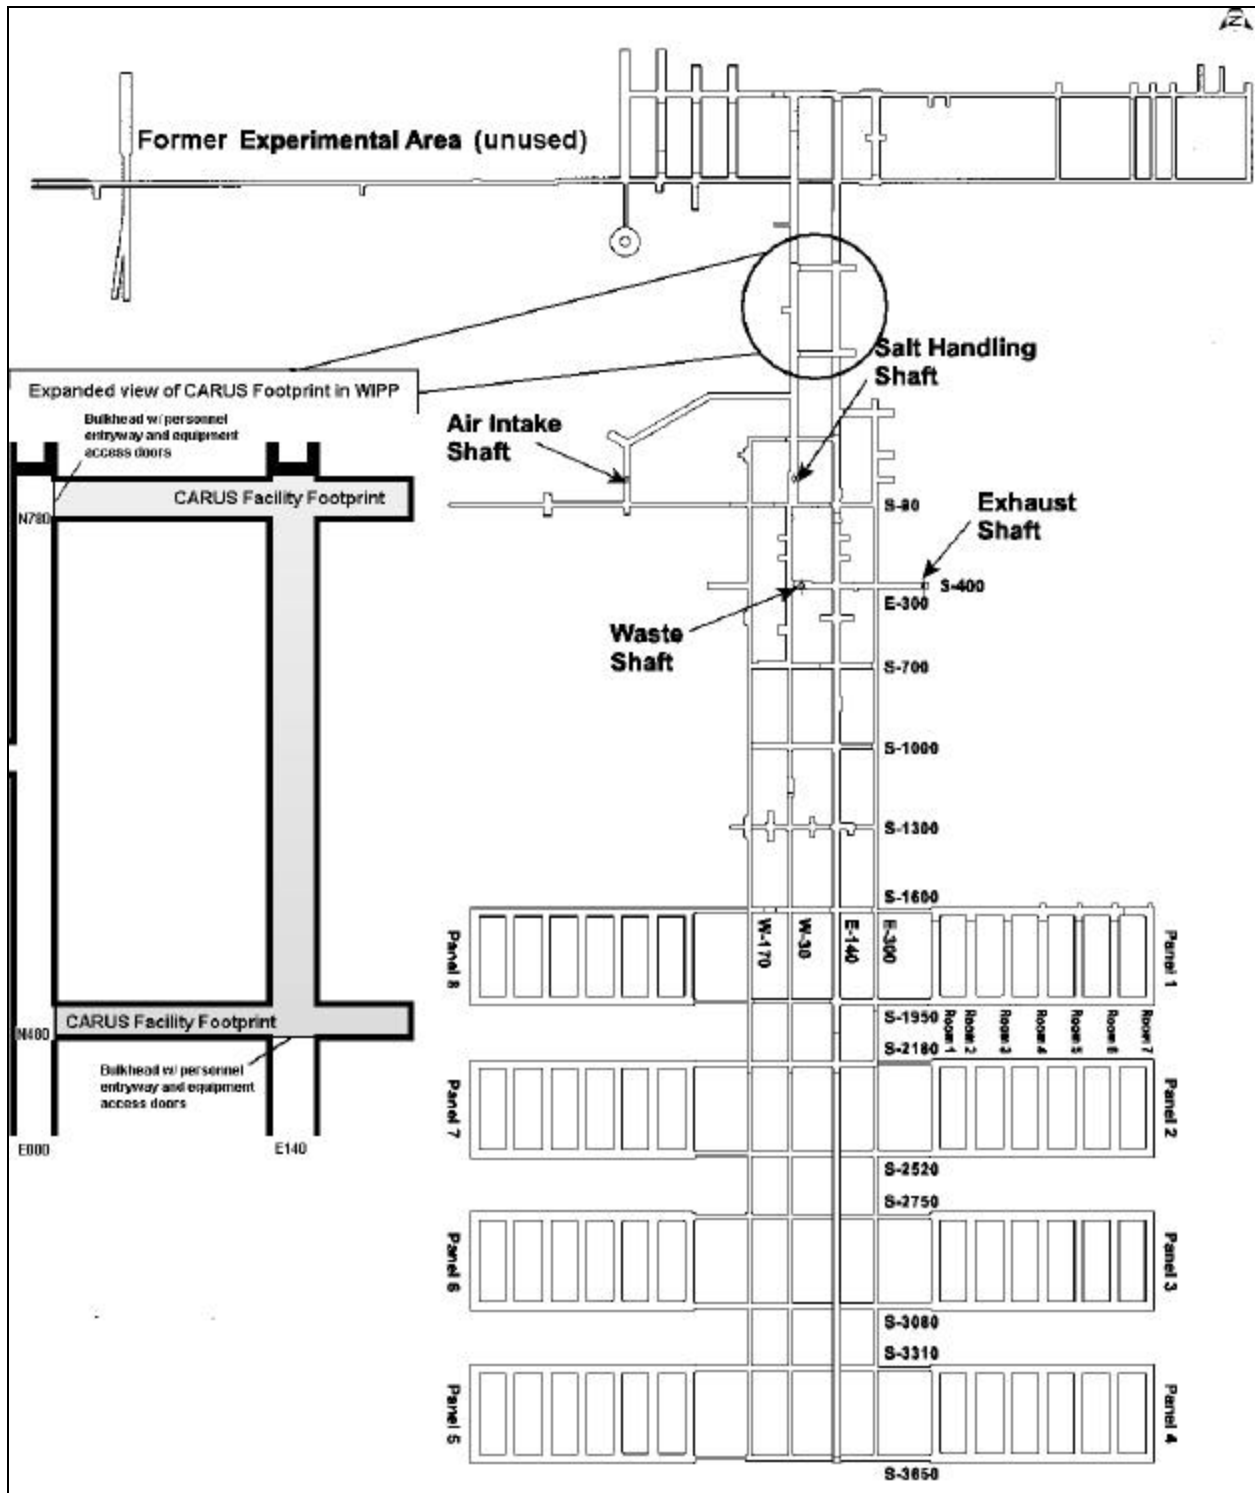 Z
Former Experimental Area (unused)
Salt Handling
Shaft
Expanded view of CARUS Footprint in WIPP
Bulkhead w/ personnel
entryway and equipment
access doors
Air Intake
Shaft
CARUS Facility Footprint
N780
S-90
Exhaust
Shaft
S-400
E-300
Waste
Shaft
S-700
S-1000
S-1300
S-1600
W-170
W-30
E-140
E-300
Panel 8
Panel 1
CARUS Facility Footprint
N460
S-1950
S-2180
Room 1
Room 2
Room 3
Room 4
Room 5
Room 6
Room 7
Bulkhead w/ personnel
entryway and equipment
access doors
E000
E140
Panel 7
Panel 2
S-2520
S-2750
Panel 6
Panel 3
S-3080
S-3310
Panel 5
Panel 4
S-3650